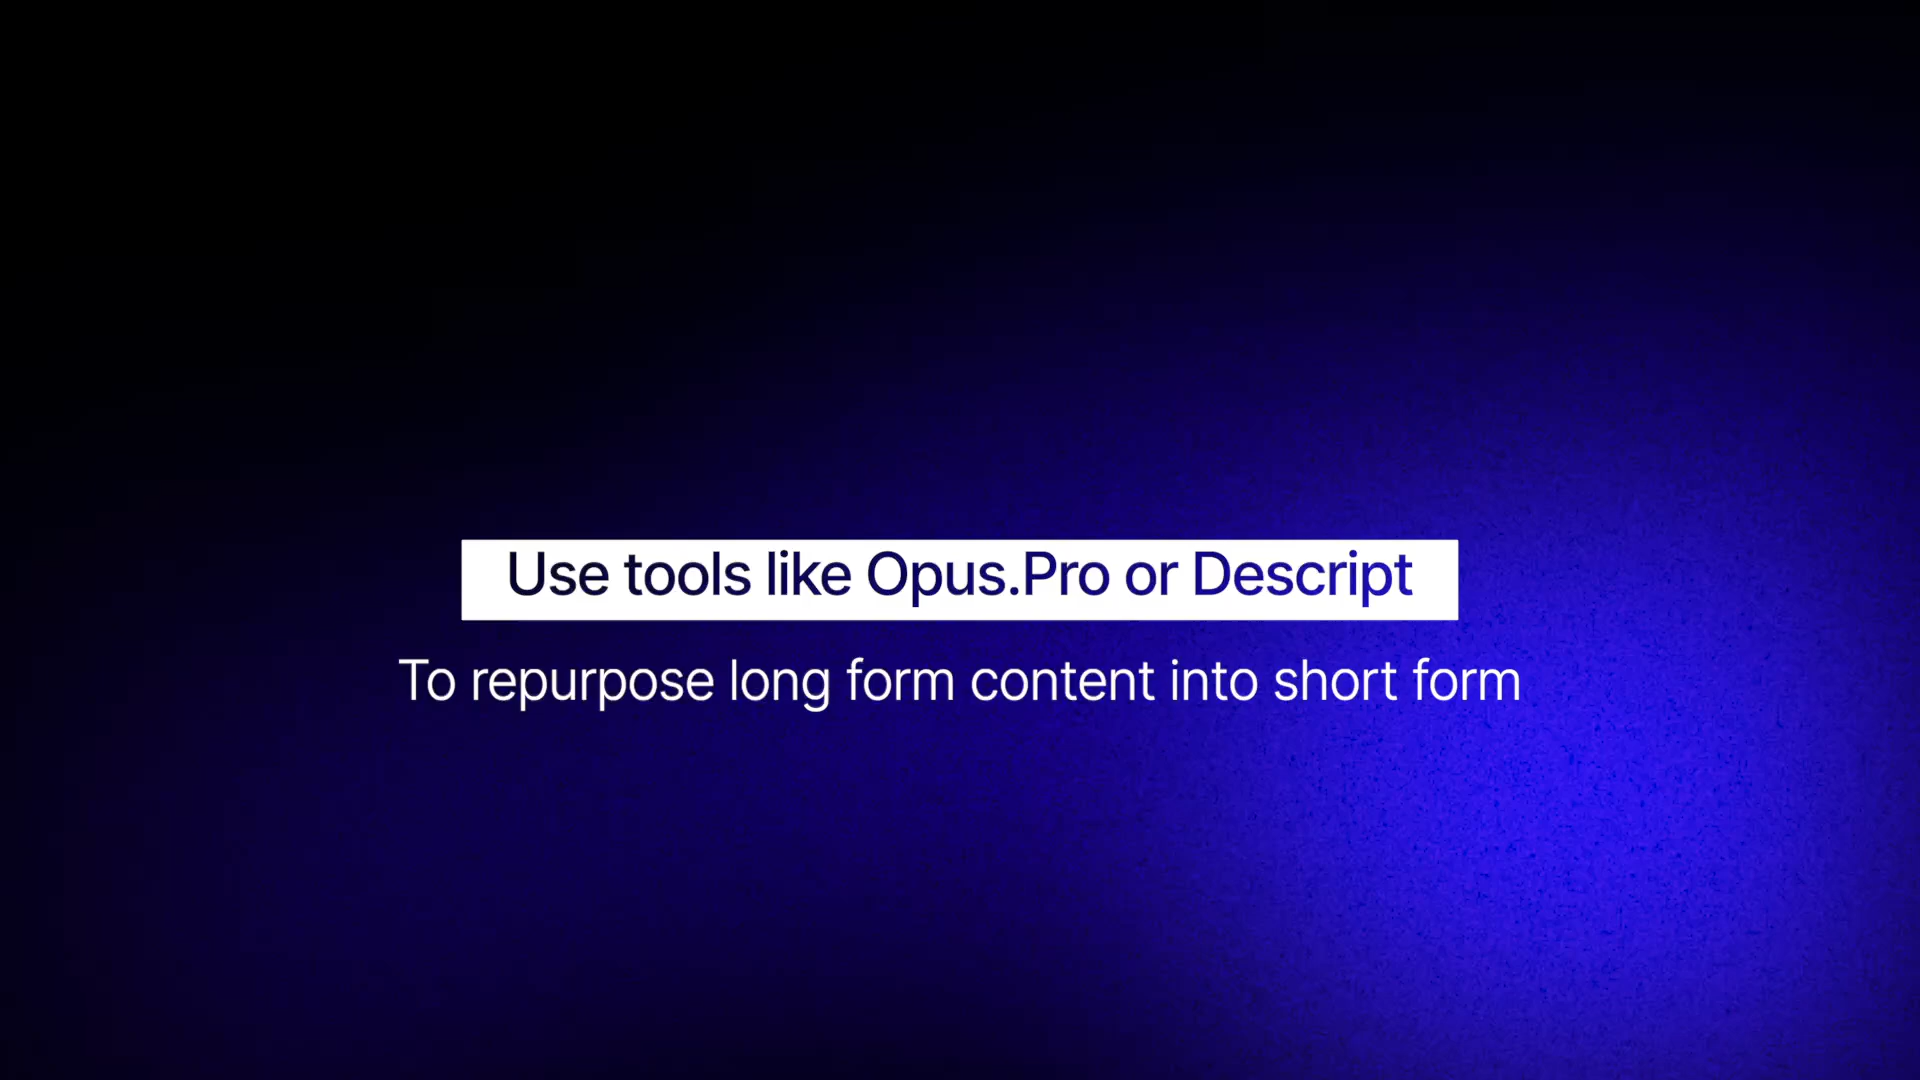 Use tools like Opus.Pro or Descript
To repurpose long form content into short form